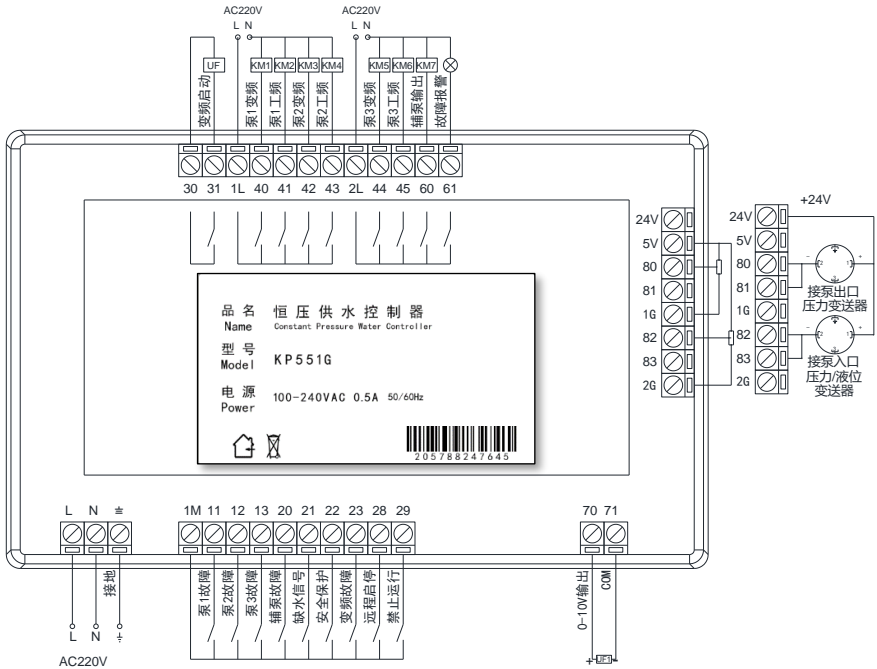 AC220V AC220V
L N L N
UF KM1 KM2 KM3 KM4 KM5 KM6 KM7
变频启动
泵1变频
泵1工频
泵2变频
泵2工频
泵3变频
泵3工频
辅泵输出
故障报警
30 31 1L 40 41 42 43 2L 44 45 60 61
24V
5V
80
81
1G
82
83
2G
+24V
24V
5V
80
81
1G
82
83
2G
- 2 1 +
接泵出口
压力变送器
- 2 1 +
接泵入口
压力/液位
变送器
品名 恒压供水控制器
Name Constant Pressure Water Controller
型号
Model KP551G
电源
Power 100-240VAC 0.5A 50/60Hz
205788247645
L N
1M 11 12 13 20 21 22 23 28 29
70 71
接地
泵1故障
泵2故障
泵3故障
辅泵故障
缺水信号
安全保护
变频故障
远程启停
禁止运行
0-10V输出
COM
L N
AC220V
+ UF1 -